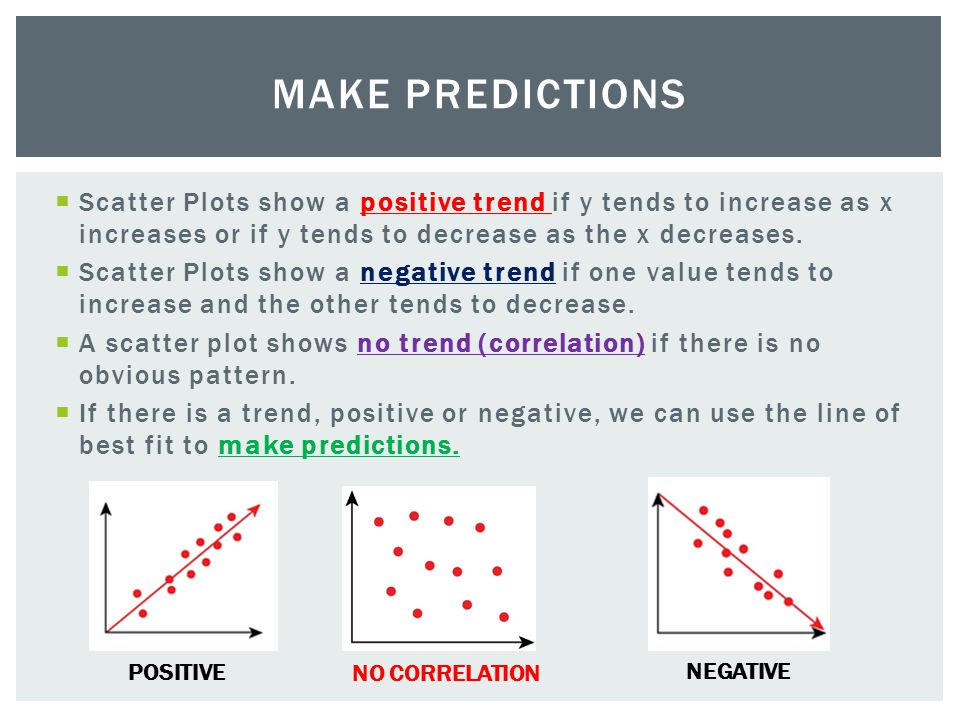 MAKE PREDICTIONS
Scatter Plots show a positive trend if y tends to increase as x
increases or if y tends to decrease as the x decreases.
Scatter Plots show a negative trend if one value tends to
increase and the other tends to decrease.
A scatter plot shows no trend (correlation) if there is no
obvious pattern.
If there is a trend, positive or negative, we can use the line of
best fit to make predictions.
POSITIVE
NO CORRELATION
NEGATIVE